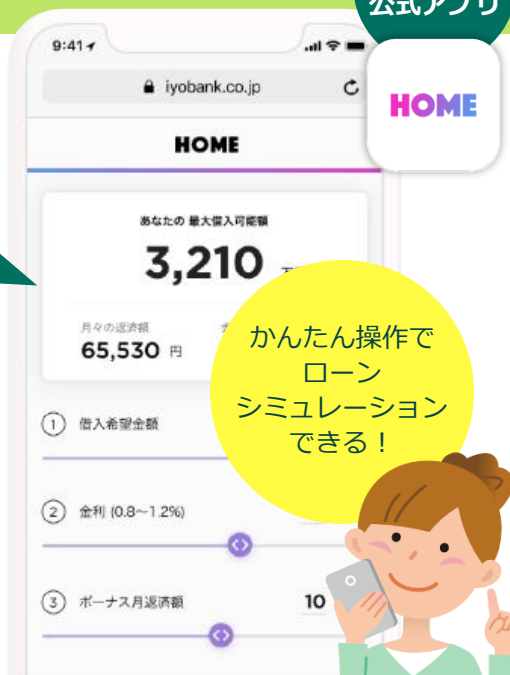 公式アプリ
9:41
iyobank.co.jp
HOME
HOME
あなたの 最大借入可能額
3,210
月々の返済額
65,530 円
かんたん操作で
ローン
シミュレーション
できる！
1 借入希望金額
2 金利 (0.8〜1.2%)
3 ボーナス月返済額
10